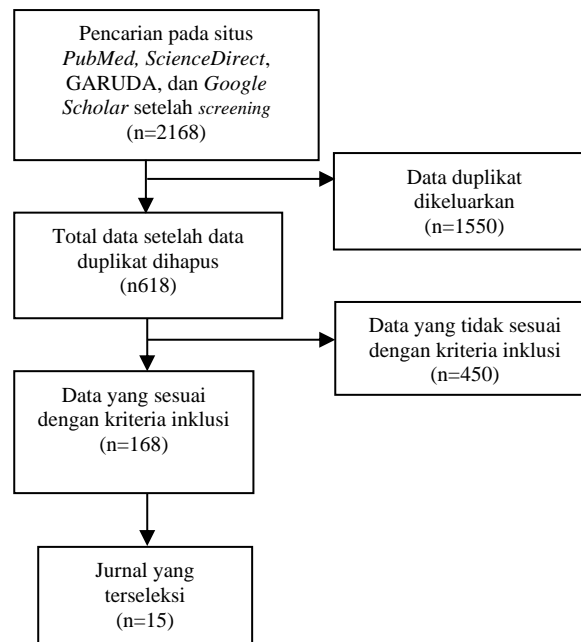 Pencarian pada situs
PubMed, ScienceDirect,
GARUDA, dan Google
Scholar setelah screening
(n=2168)
Data duplikat
dikeluarkan
(n=1550)
Total data setelah data
duplikat dihapus
(n618)
Data yang tidak sesuai
dengan kriteria inklusi
(n=450)
Data yang sesuai
dengan kriteria inklusi
(n=168)
Jurnal yang
terseleksi
(n=15)